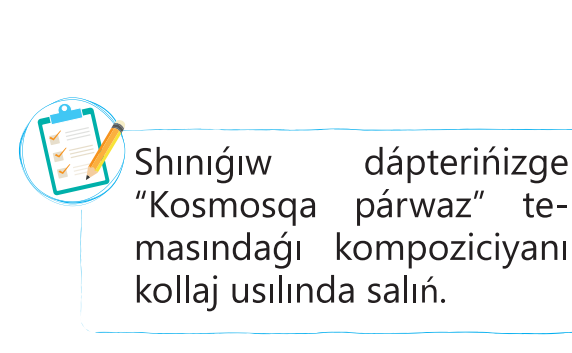 Shınıǵıw dápterińizge
“Kosmosqa párwaz” te-
masındaǵı kompoziciyanı
kollaj usılında salıń.